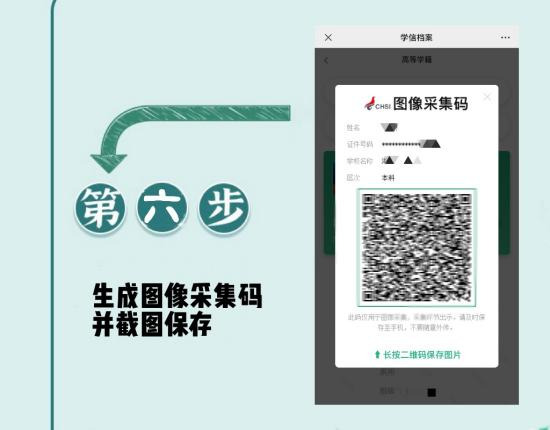 学信档案
高等学籍
CHSI 图像采集码
姓名
证件号码 ************
学校名称
层次 本科
此码仅用于图像采集,采集环节出示。请及时保
存至手机,不要随意外传。
长按二维码保存图片
第六步
生成图像采集码
并截图保存